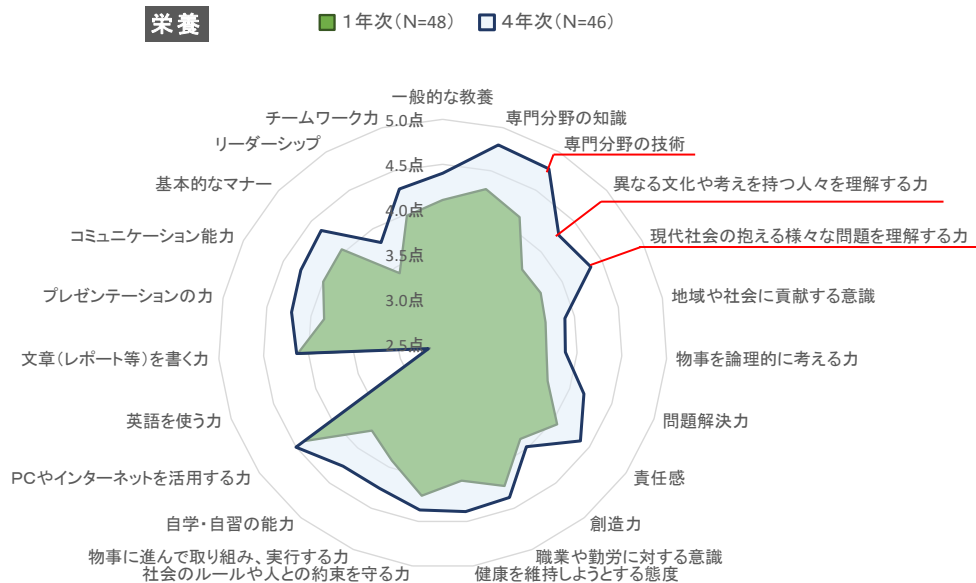 栄養
１年次(N=48)
４年次(N=46)
一般的な教養
専門分野の知識
専門分野の技術
異なる文化や考えを持つ人々を理解する力
現代社会の抱える様々な問題を理解する力
地域や社会に貢献する意識
物事を論理的に考える力
問題解決力
責任感
創造力
職業や勤労に対する意識
健康を維持しようとする態度
社会のルールや人との約束を守る力
物事に進んで取り組み、実行する力
自学・自習の能力
PCやインターネットを活用する力
英語を使う力
文章（レポート等）を書く力
プレゼンテーションの力
コミュニケーション能力
基本的なマナー
リーダーシップ
チームワーク力
5.0点
4.5点
4.0点
3.5点
3.0点
2.5点